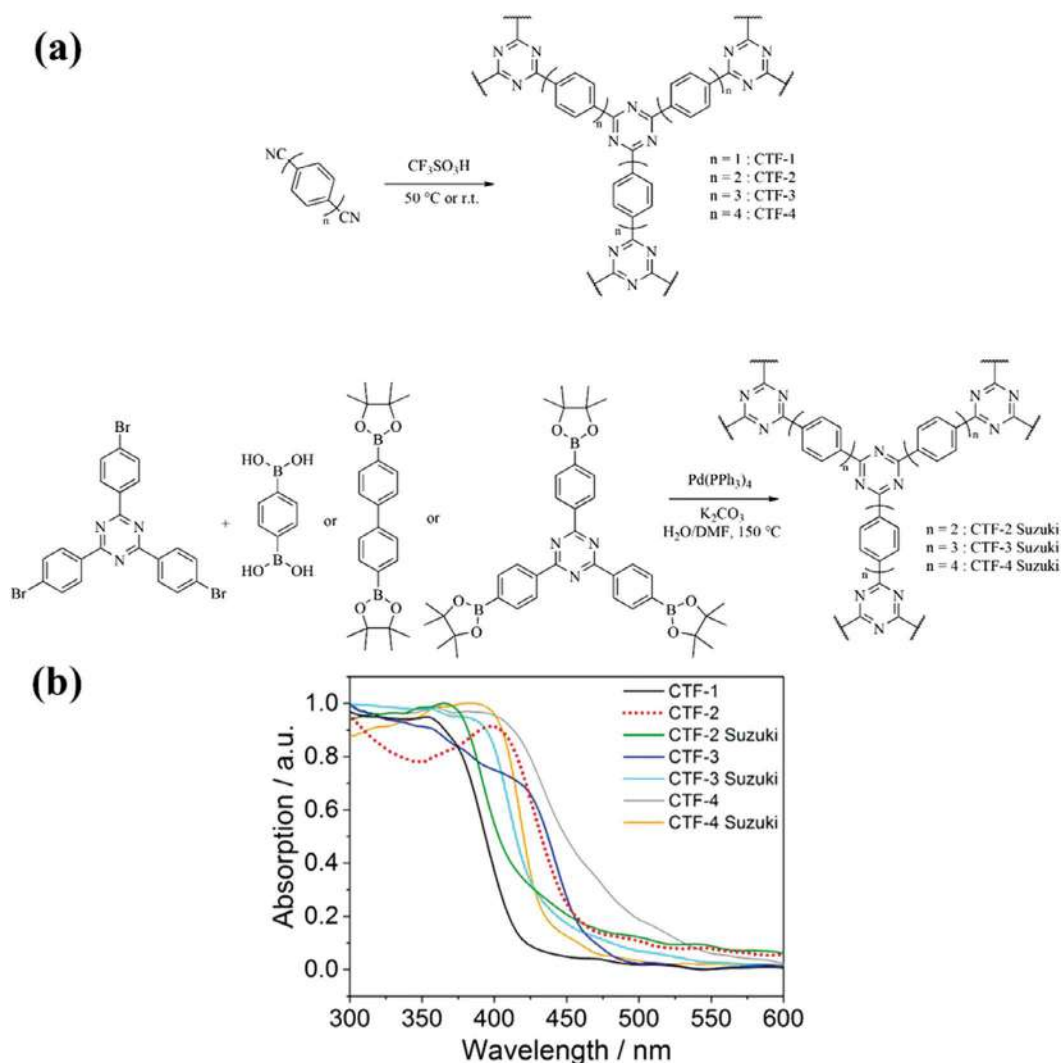 (a)
NC
n
CN
CF₃SO₃H
50 °C or r.t.
N N N N N N
N N
n n
N N
N
n
N N
N
n = 1 : CTF-1
n = 2 : CTF-2
n = 3 : CTF-3
n = 4 : CTF-4
Br
N N
N
Br Br
+
HO OH
B
B
HO OH
or
O O
B
B
O O
or
O O
B
N N
N
O B O
O B O
Pd(PPh₃)₄
K₂CO₃
H₂O/DMF, 150 °C
N N N N N N
N N
n n
N N
N
n
N N
N
n = 2 : CTF-2 Suzuki
n = 3 : CTF-3 Suzuki
n = 4 : CTF-4 Suzuki
(b)
Absorption / a.u.
1.0
0.8
0.6
0.4
0.2
0.0
CTF-1
CTF-2
CTF-2 Suzuki
CTF-3
CTF-3 Suzuki
CTF-4
CTF-4 Suzuki
300 350 400 450 500 550 600
Wavelength / nm